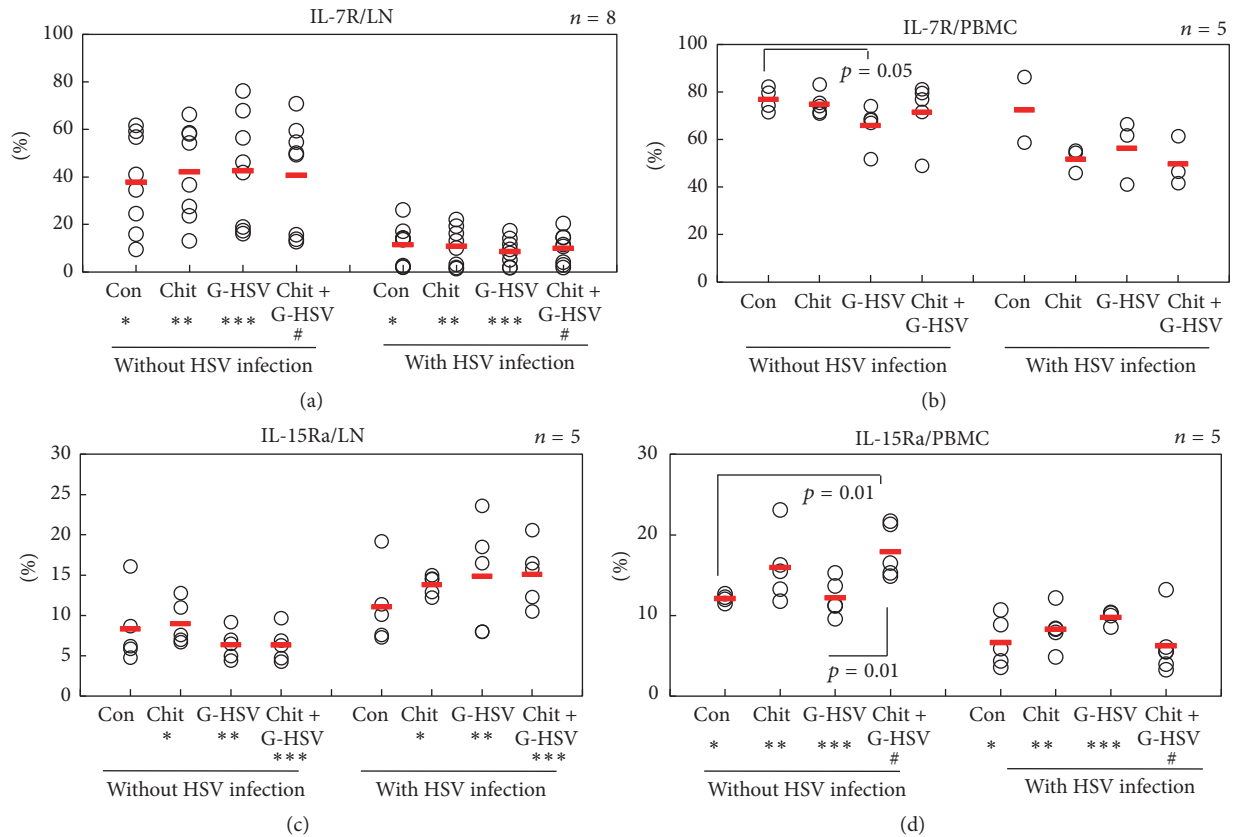 IL-7R/LN
n = 8
100
80
60
40
20
0
(%)
Con
Chit
G-HSV
Chit +
G-HSV
Con
Chit
G-HSV
Chit +
G-HSV
*
**
***
#
*
**
***
#
Without HSV infection
With HSV infection
(a)
IL-7R/PBMC
n = 5
p = 0.05
100
80
60
40
20
0
(%)
Con
Chit
G-HSV
Chit +
G-HSV
Con
Chit
G-HSV
Chit +
G-HSV
Without HSV infection
With HSV infection
(b)
IL-15Ra/LN
n = 5
30
25
20
15
10
5
0
(%)
Con
Chit
G-HSV
Chit +
G-HSV
Con
Chit
G-HSV
Chit +
G-HSV
*
**
***
*
**
***
Without HSV infection
With HSV infection
(c)
IL-15Ra/PBMC
n = 5
p = 0.01
p = 0.01
30
20
10
0
(%)
Con
Chit
G-HSV
Chit +
G-HSV
Con
Chit
G-HSV
Chit +
G-HSV
*
**
***
#
*
**
***
#
Without HSV infection
With HSV infection
(d)